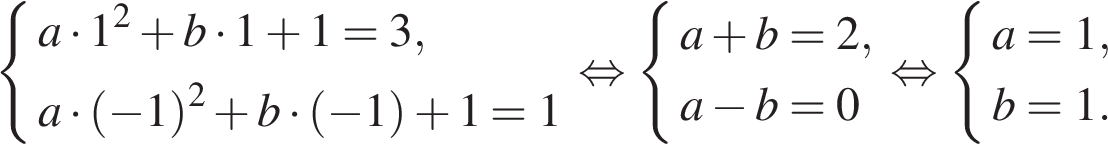 { a · 1² + b · 1 + 1 = 3, a · (−1)² + b · (−1) + 1 = 1 ⇔ { a + b = 2, a − b = 0 ⇔ { a = 1, b = 1.